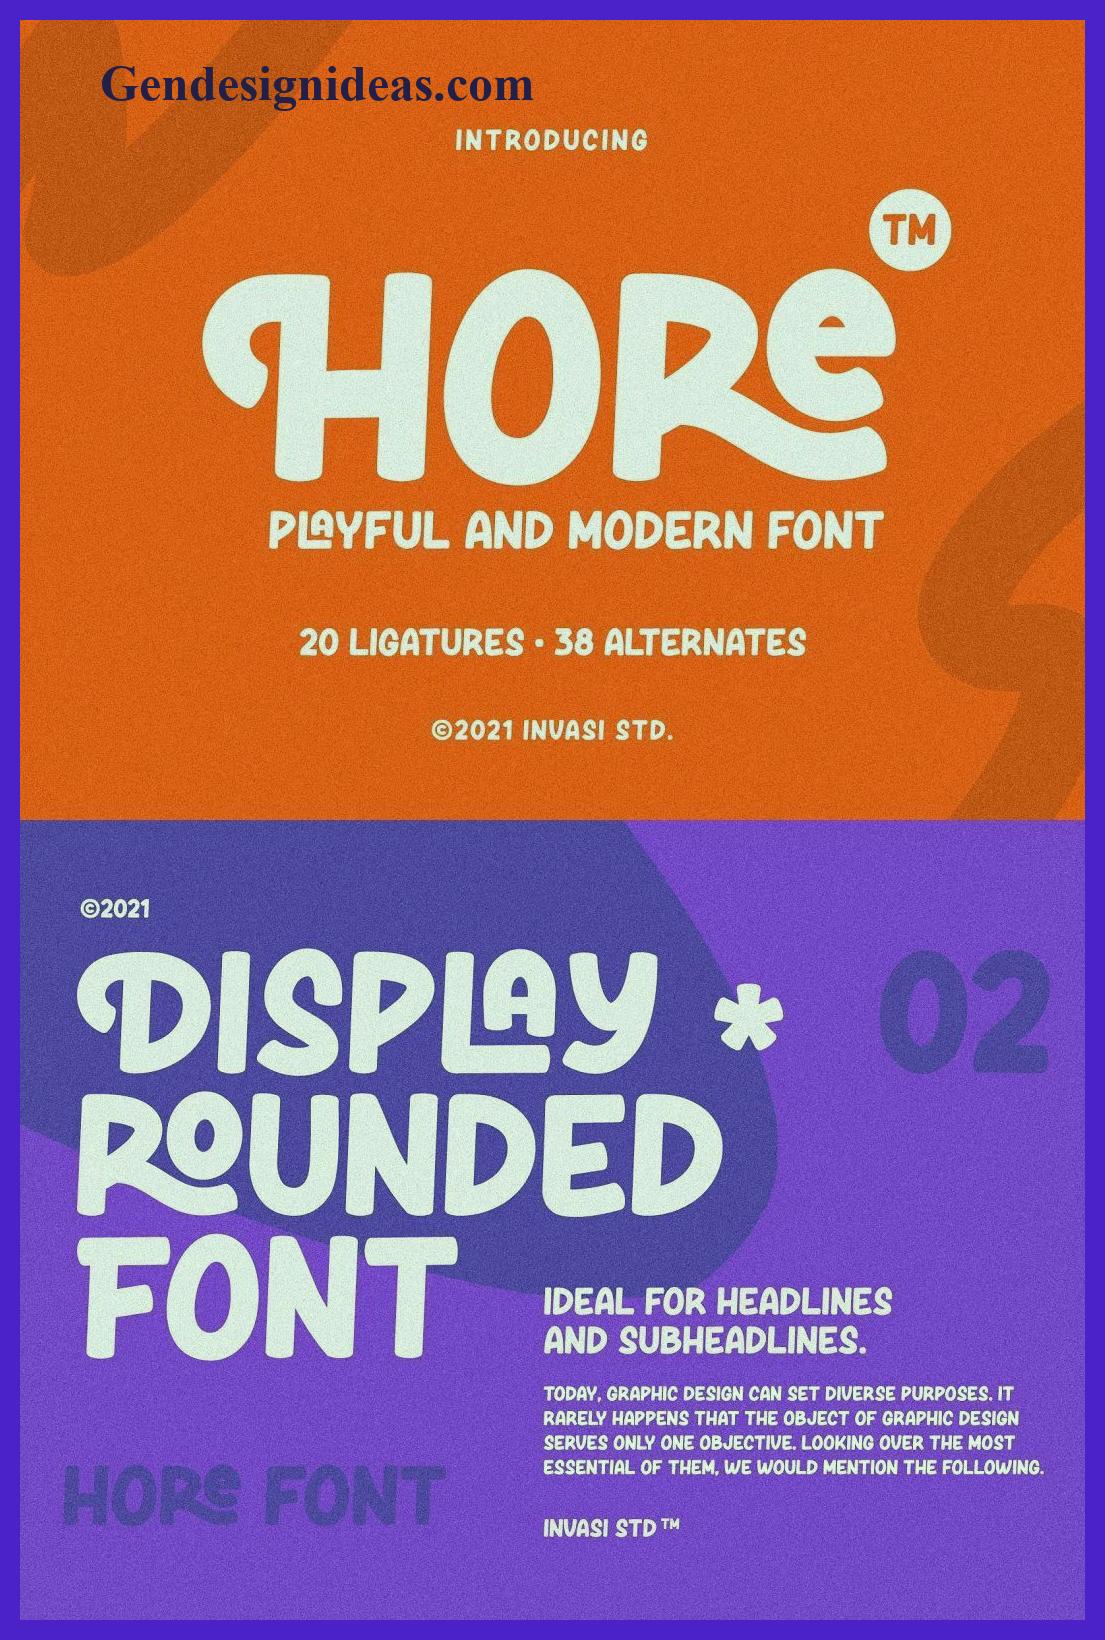 Gendesignideas.com
INTRODUCING
TM
HORe
PLAYFUL AND MODERN FONT
20 LIGATURES • 38 ALTERNATES
©2021 INVASI STD.
©2021
DISPLAY *
02
ROUNDED
FONT
IDEAL FOR HEADLINES
AND SUBHEADLINES.
TODAY, GRAPHIC DESIGN CAN SET DIVERSE PURPOSES. IT
RARELY HAPPENS THAT THE OBJECT OF GRAPHIC DESIGN
SERVES ONLY ONE OBJECTIVE. LOOKING OVER THE MOST
ESSENTIAL OF THEM, WE WOULD MENTION THE FOLLOWING.
HORe FONT
INVASI STD™